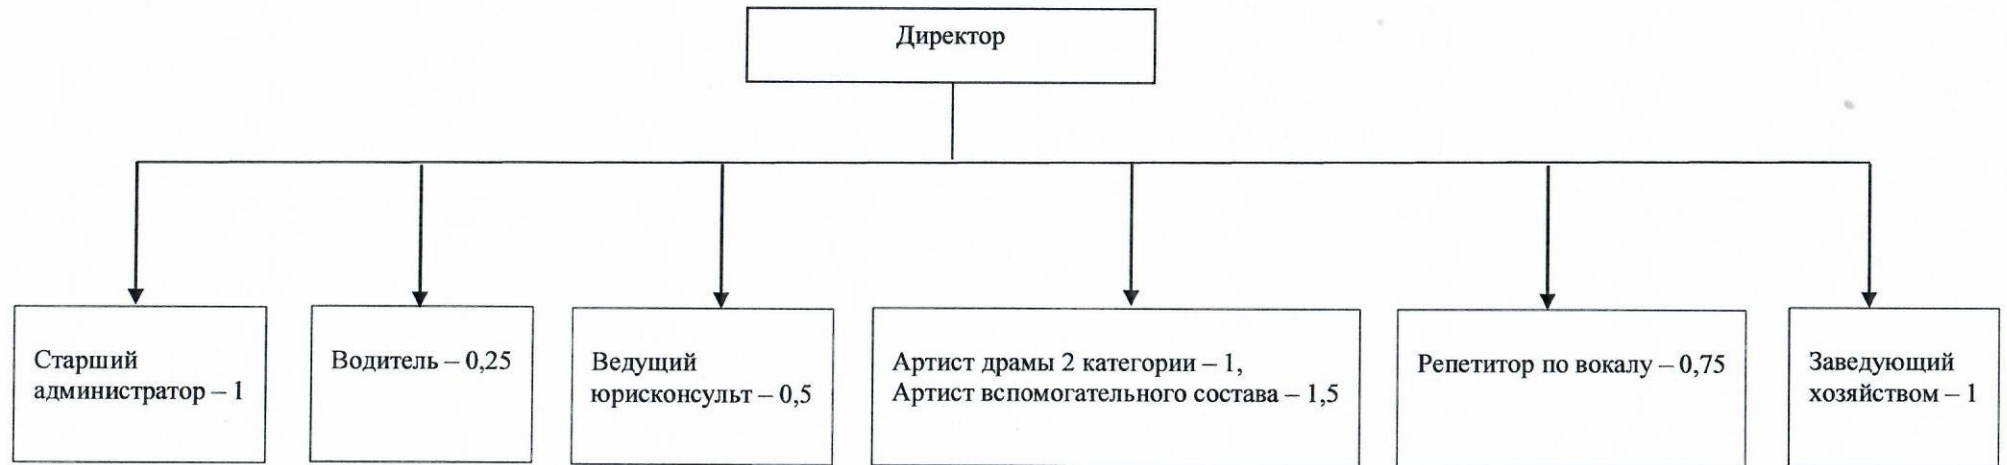 Директор
Старший
администратор – 1
Водитель – 0,25
Ведущий
юрисконсульт – 0,5
Артист драмы 2 категории – 1,
Артист вспомогательного состава – 1,5
Репетитор по вокалу – 0,75
Заведующий
хозяйством – 1